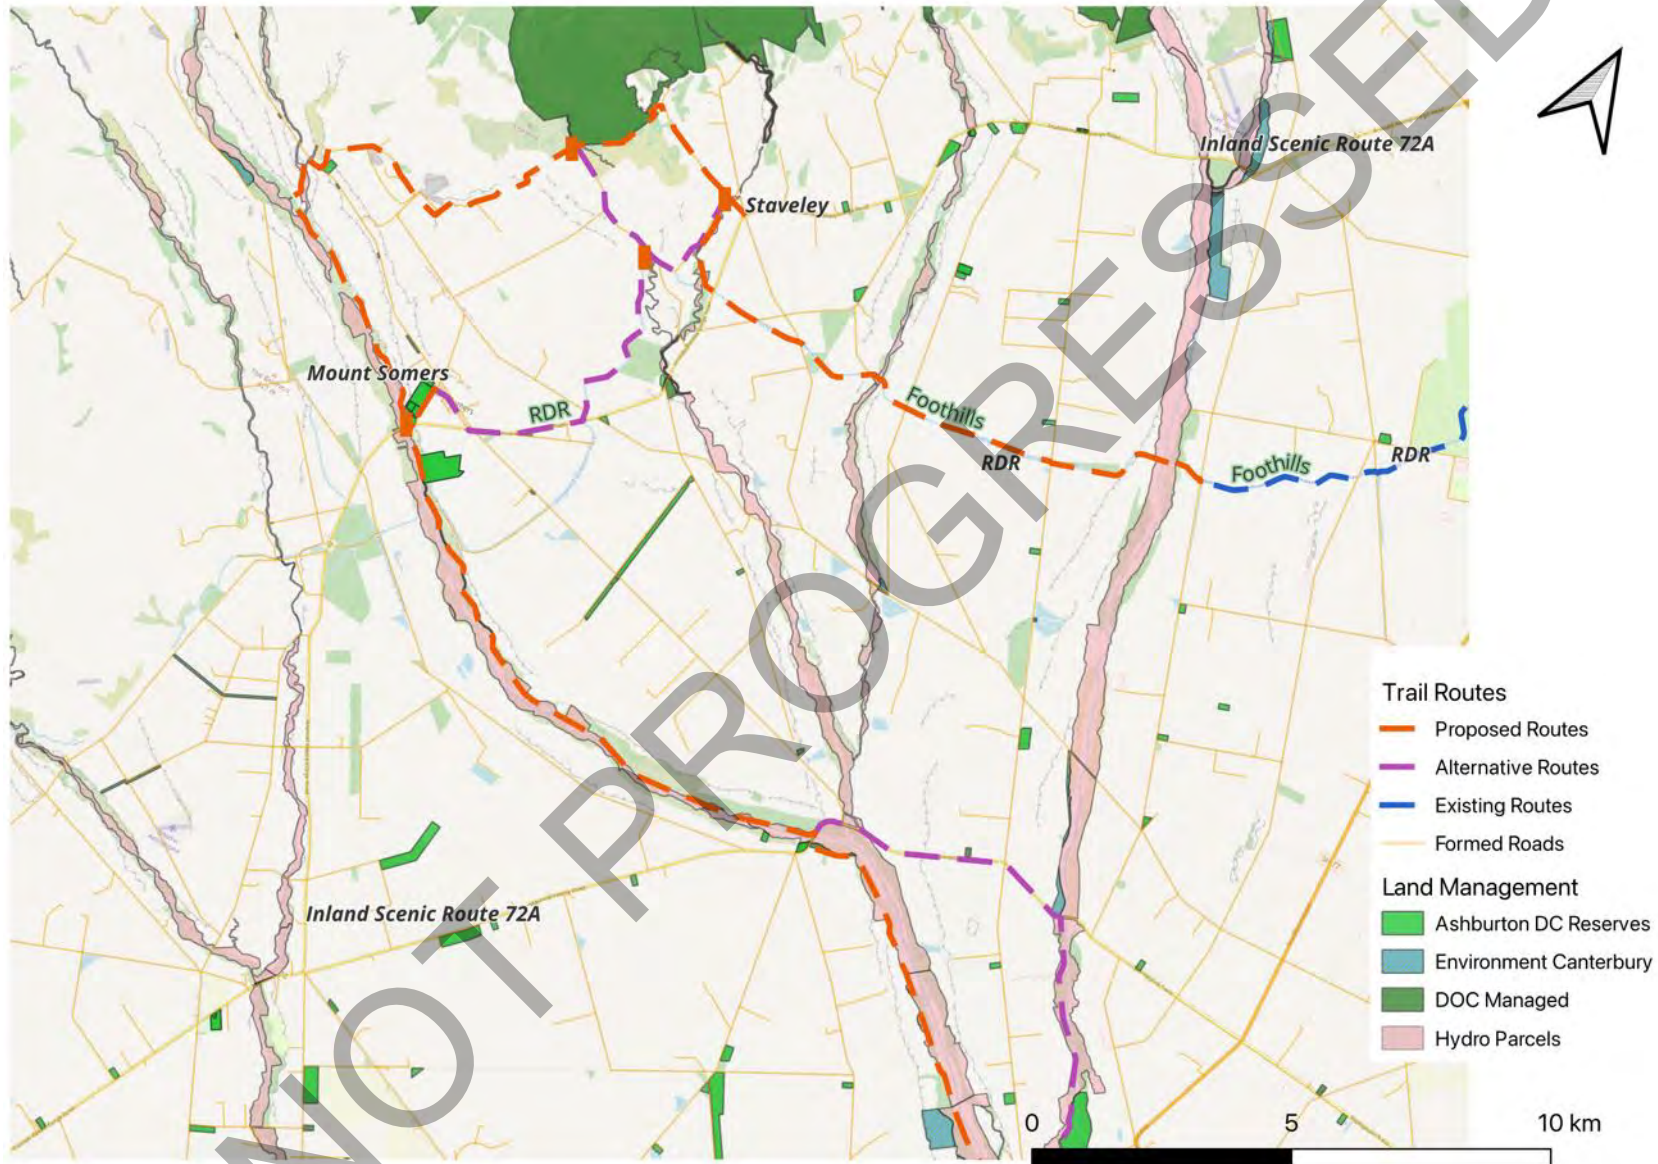 Inland Scenic Route 72A
Staveley
Mount Somers
RDR
Foothills
RDR
Foothills
RDR
Inland Scenic Route 72A
NOT PROGRESSED
Trail Routes
Proposed Routes
Alternative Routes
Existing Routes
Formed Roads
Land Management
Ashburton DC Reserves
Environment Canterbury
DOC Managed
Hydro Parcels
0 5 10 km